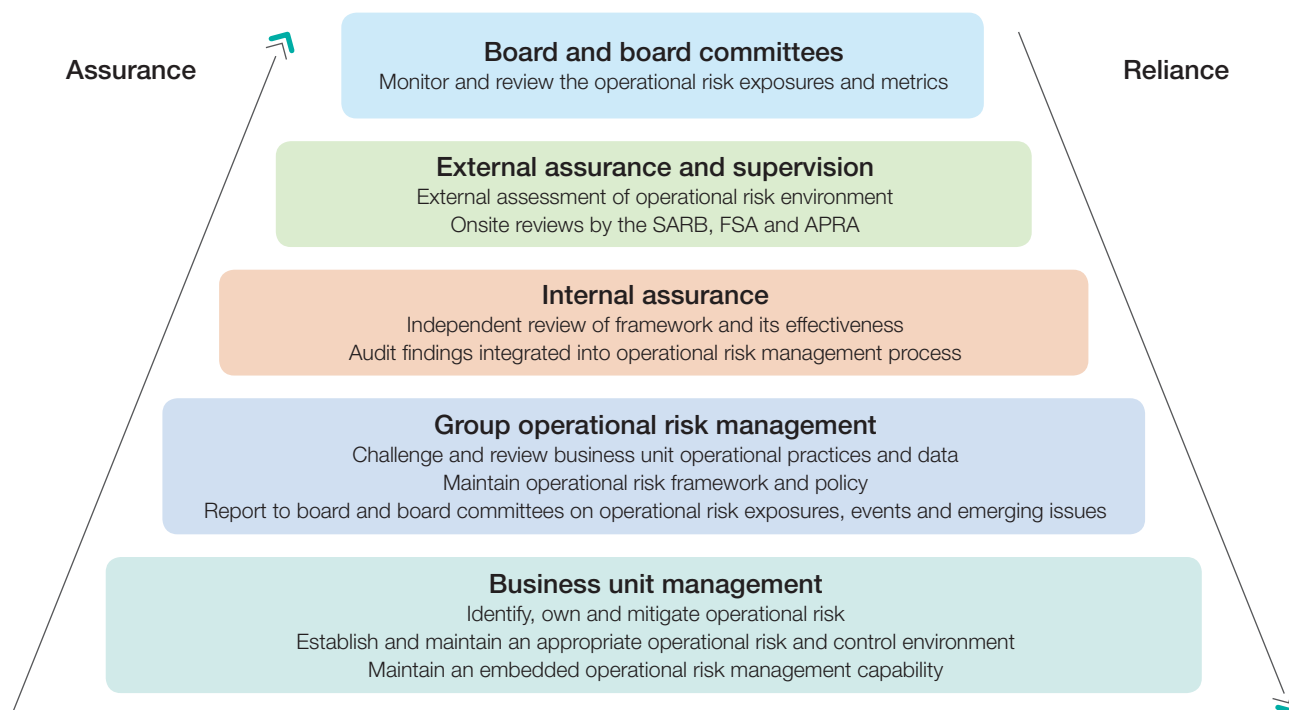 Assurance
Reliance
Board and board committees
Monitor and review the operational risk exposures and metrics
External assurance and supervision
External assessment of operational risk environment
Onsite reviews by the SARB, FSA and APRA
Internal assurance
Independent review of framework and its effectiveness
Audit findings integrated into operational risk management process
Group operational risk management
Challenge and review business unit operational practices and data
Maintain operational risk framework and policy
Report to board and board committees on operational risk exposures, events and emerging issues
Business unit management
Identify, own and mitigate operational risk
Establish and maintain an appropriate operational risk and control environment
Maintain an embedded operational risk management capability